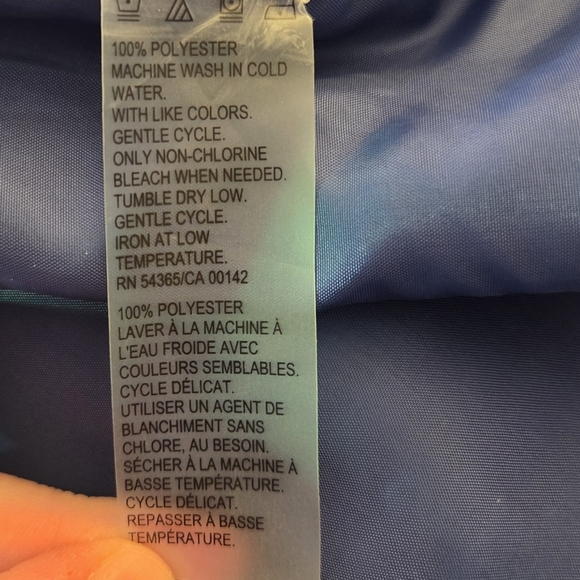 100% POLYESTER
MACHINE WASH IN COLD
WATER.
WITH LIKE COLORS.
GENTLE CYCLE.
ONLY NON-CHLORINE
BLEACH WHEN NEEDED.
TUMBLE DRY LOW.
GENTLE CYCLE.
IRON AT LOW
TEMPERATURE.
RN 54365/CA 00142
100% POLYESTER
LAVER À LA MACHINE À
L'EAU FROIDE AVEC
COULEURS SEMBLABLES.
CYCLE DÉLICAT.
UTILISER UN AGENT DE
BLANCHIMENT SANS
CHLORE, AU BESOIN.
SÉCHER À LA MACHINE À
BASSE TEMPÉRATURE.
CYCLE DÉLICAT.
REPASSER À BASSE
TEMPÉRATURE.